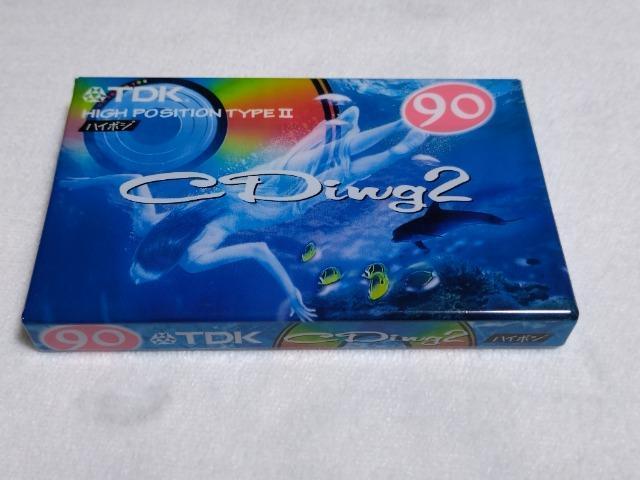 TDK
90
HIGH POSITION TYPE II
ハイポジ
CDing2
90 TDK CDing2 ハイポジ